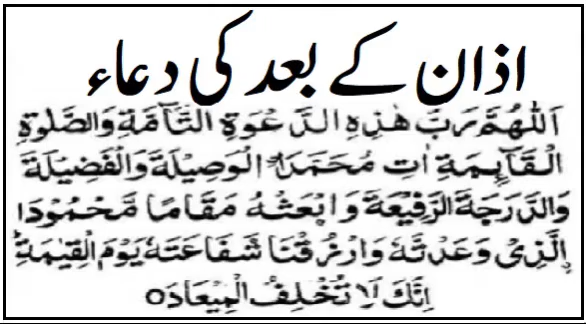 اذان کے بعد کی دعاء
اَللّٰهُمَّ رَبَّ هٰذِهِ الدَّعْوَةِ التَّآمَّةِ وَالصَّلٰوةِ
الْقَآئِمَةِ اٰتِ مُحَمَّدَاۨ الْوَصِيْلَةَ وَالْفَضِيْلَةَ
وَالدَّرَجَةَ الرَّفِيْعَةَ وَابْعَثْهُ مَقَامًا مَّحْمُوْدَا
ۨالَّذِیْ وَعَدْتَّهٗ وَارْزُقْنَا شَفَاعَتَهٗ يَوْمَ الْقِيٰمَةِؕ
اِنَّكَ لَا تُخْلِفُ الْمِيْعَادَ۝